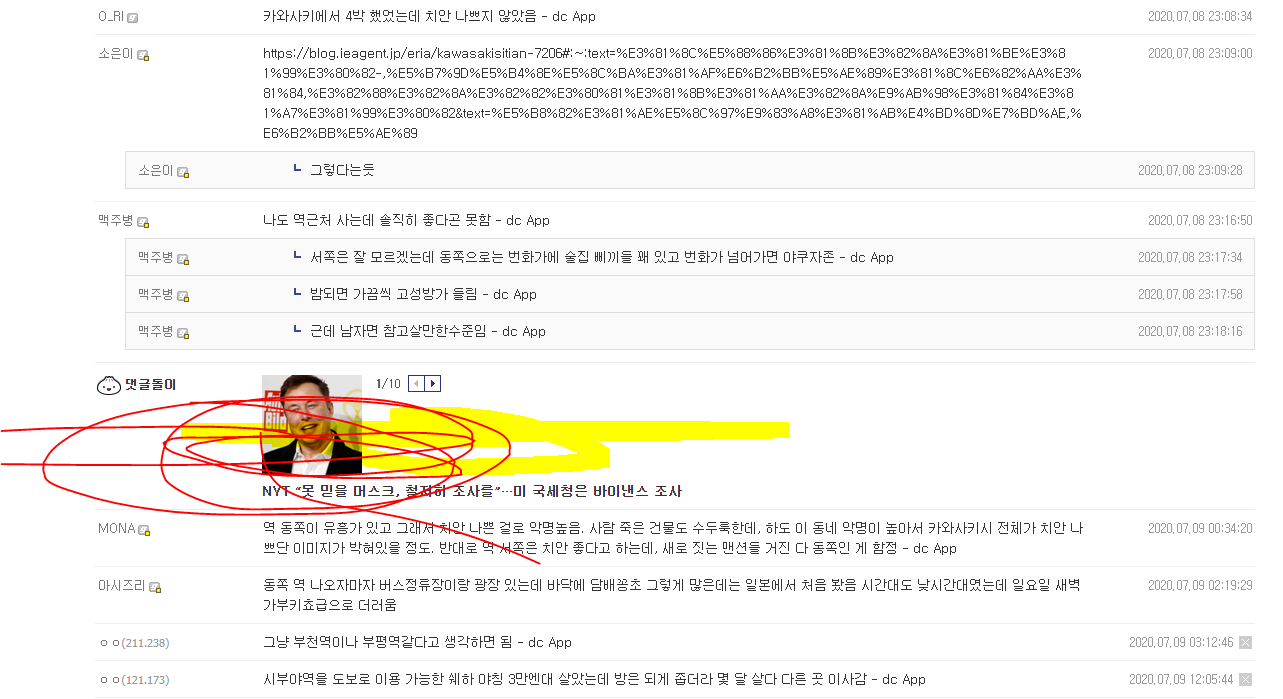 O_RI 카와사키에서 4박 했었는데 치안 나쁘지 않았음 - dc App 2020.07.08 23:08:34
소은이 https://blog.ieagent.jp/eria/kawasakisitian-7206#:~:text=%E3%81%8C%E5%88%86%E3%81%8B%E3%82%8A%E3%81%BE%E3%8 2020.07.08 23:09:00
1%99%E3%80%82-,%E5%B7%9D%E5%B4%8E%E5%8C%BA%E3%81%AF%E6%B2%BB%E5%AE%89%E3%81%8C%E6%82%AA%E3%
81%84,%E3%82%88%E3%82%8A%E3%82%82%E3%80%81%E3%81%8B%E3%81%AA%E3%82%8A%E9%AB%98%E3%81%84%E3%8
1%A7%E3%81%99%E3%80%82&text=%E5%B8%82%E3%81%AE%E5%8C%97%E9%83%A8%E3%81%AB%E4%BD%8D%E7%BD%AE,%
E6%B2%BB%E5%AE%89
소은이 그렇다는듯 2020.07.08 23:09:28
맥주병 나도 역근처 사는데 솔직히 좋다곤 못함 - dc App 2020.07.08 23:16:50
맥주병 서쪽은 잘 모르겠는데 동쪽으로는 번화가에 술집 삐끼들 꽤 있고 번화가 넘어가면 야쿠자존 - dc App 2020.07.08 23:17:34
맥주병 밤되면 가끔씩 고성방가 들림 - dc App 2020.07.08 23:17:58
맥주병 근데 남자면 참고살만한수준임 - dc App 2020.07.08 23:18:16
댓글돌이 1/10
NYT “못 믿을 머스크, 철저히 조사를”…미 국세청은 바이낸스 조사
MONA 역 동쪽이 유흥가 있고 그래서 치안 나쁜 걸로 악명높음. 사람 죽은 건물도 수두룩한데, 하도 이 동네 악명이 높아서 카와사키시 전체가 치안 나 2020.07.09 00:34:20
쁘단 이미지가 박혀있을 정도. 반대로 역 서쪽은 치안 좋다고 하는데, 새로 짓는 맨션들 거진 다 동쪽인 게 함정 - dc App
아시즈리 동쪽 역 나오자마자 버스정류장이랑 광장 있는데 바닥에 담배꽁초 그렇게 많은데는 일본에서 처음 봤음 시간대도 낮시간대였는데 일요일 새벽 2020.07.09 02:19:29
가부키쵸급으로 더러움
ㅇㅇ(211.238) 그냥 부천역이나 부평역같다고 생각하면 됨 - dc App 2020.07.09 03:12:46
ㅇㅇ(121.173) 시부야역을 도보로 이용 가능한 쉐하 야칭 3만엔대 살았는데 방은 되게 좁더라 몇 달 살다 다른 곳 이사감 - dc App 2020.07.09 12:05:44